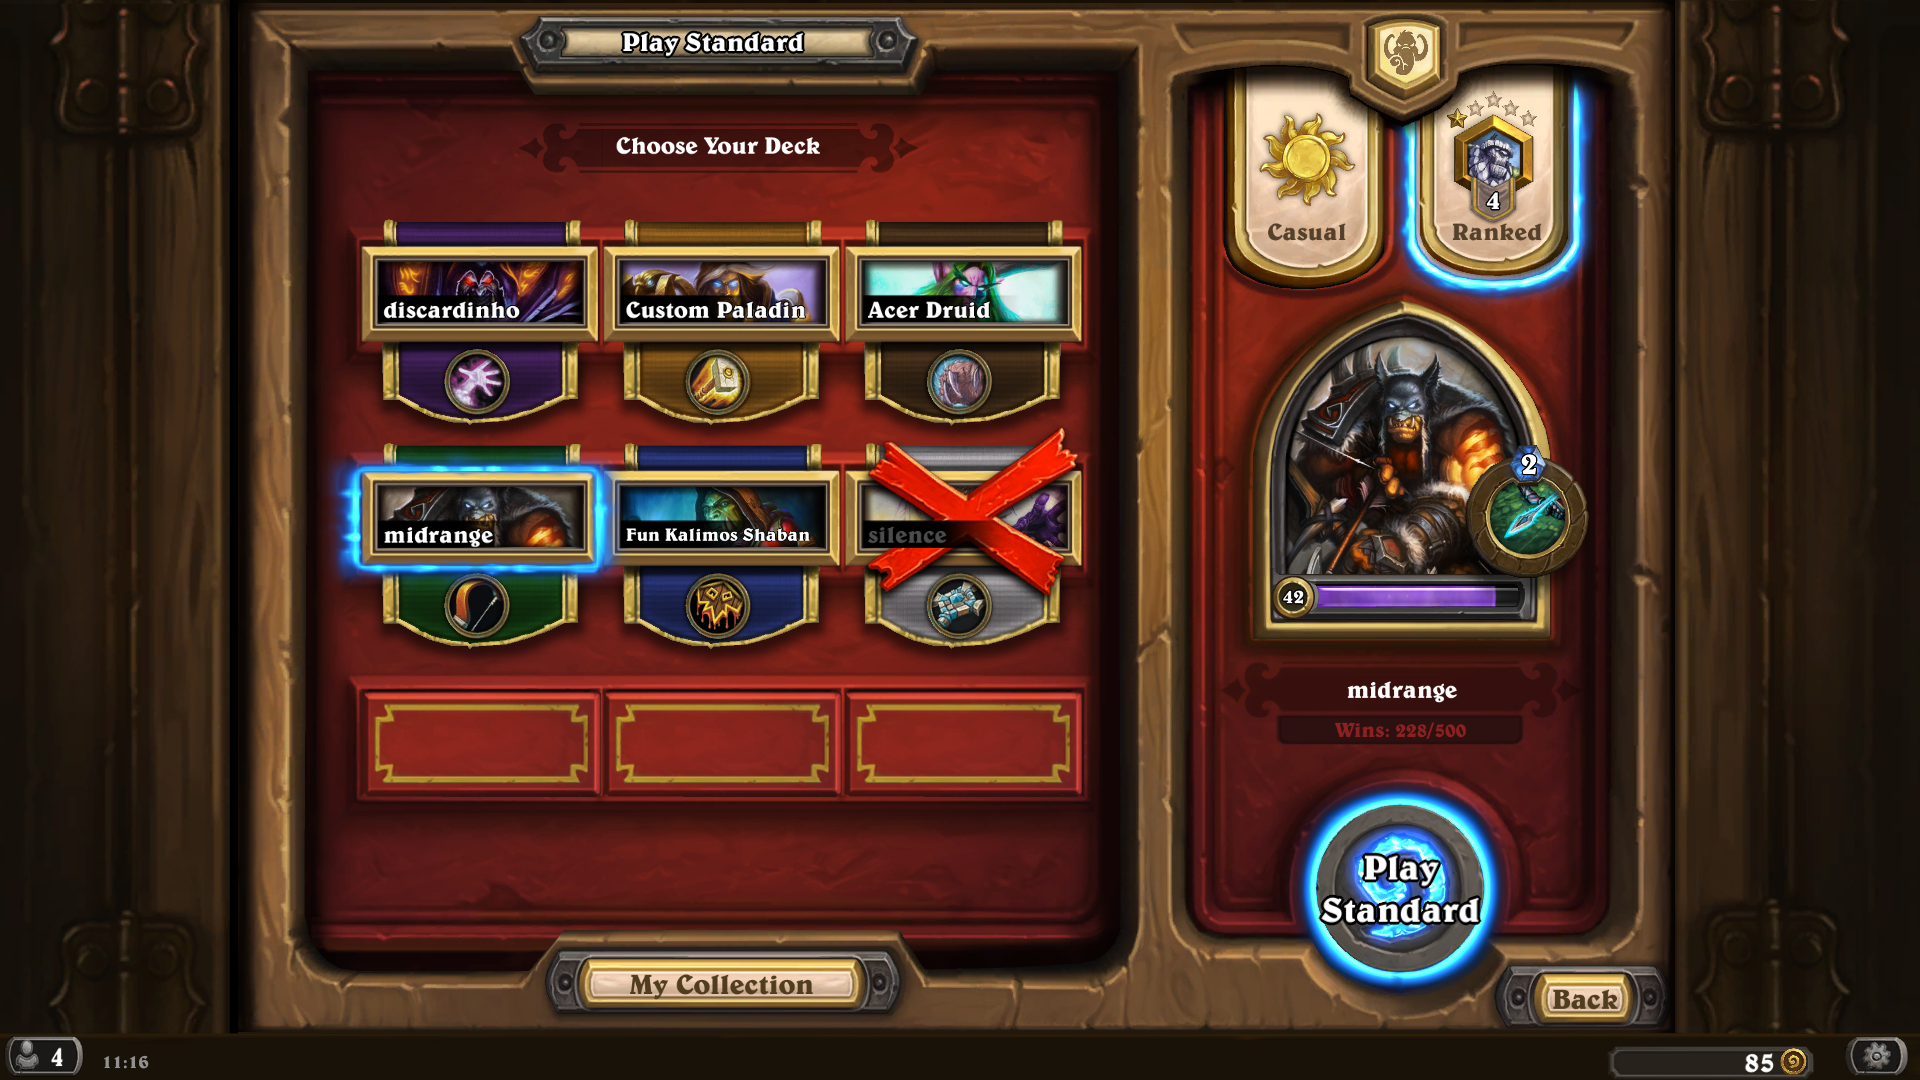 Play Standard
Choose Your Deck
discardinho
Custom Paladin
Acer Druid
midrange
Fun Kalimos Shaban
silence
My Collection
Casual
4
Ranked
2
42
midrange
Wins: 228/500
Play
Standard
Back
4
11:16
85